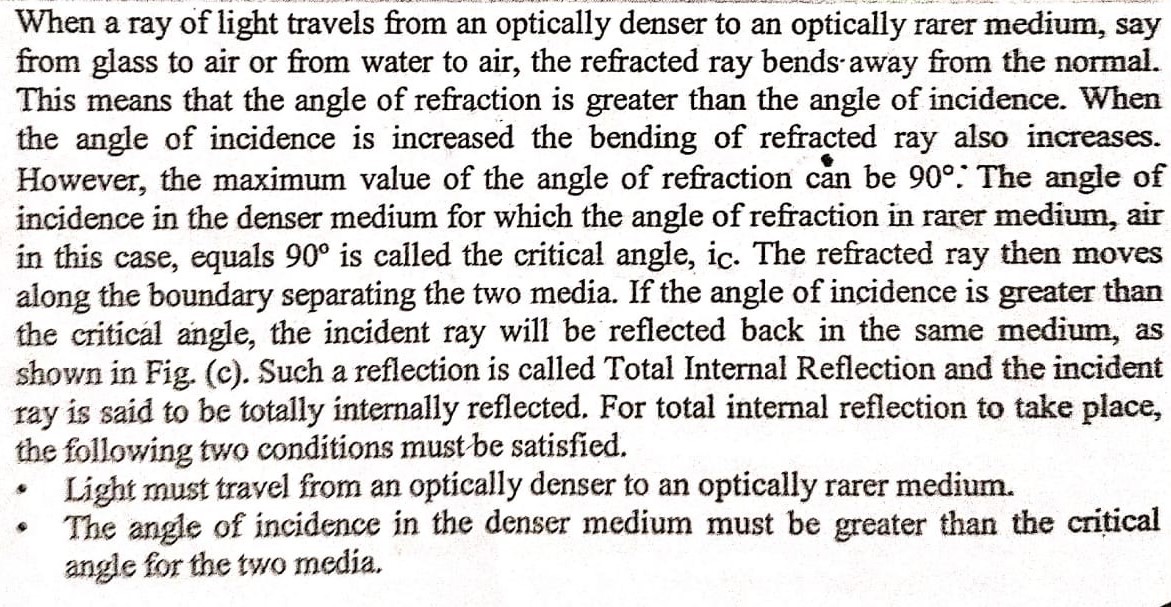 When a ray of light travels from an optically denser to an optically rarer medium, say
from glass to air or from water to air, the refracted ray bends away from the normal.
This means that the angle of refraction is greater than the angle of incidence. When
the angle of incidence is increased the bending of refracted ray also increases.
However, the maximum value of the angle of refraction can be 90°. The angle of
incidence in the denser medium for which the angle of refraction in rarer medium, air
in this case, equals 90° is called the critical angle, ic. The refracted ray then moves
along the boundary separating the two media. If the angle of incidence is greater than
the critical angle, the incident ray will be reflected back in the same medium, as
shown in Fig. (c). Such a reflection is called Total Internal Reflection and the incident
ray is said to be totally internally reflected. For total internal reflection to take place,
the following two conditions must be satisfied.
• Light must travel from an optically denser to an optically rarer medium.
• The angle of incidence in the denser medium must be greater than the critical
angle for the two media.